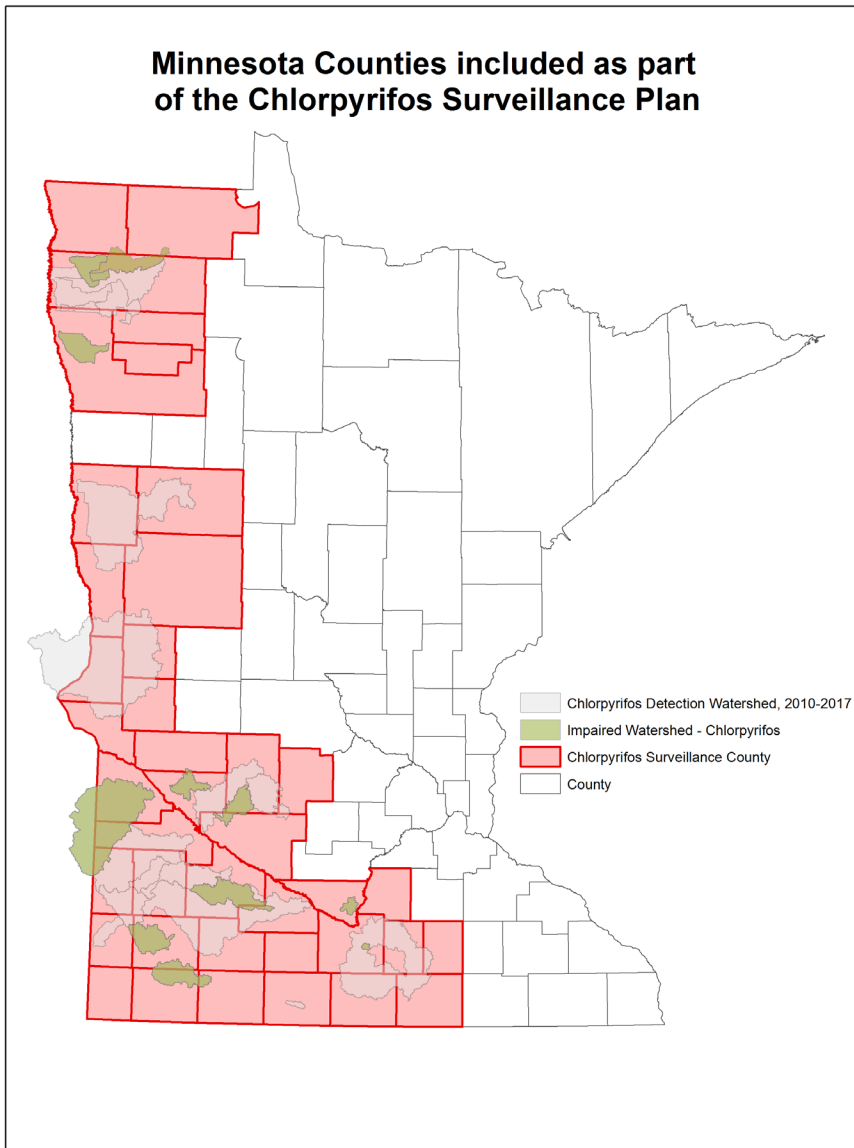 Minnesota Counties included as part
of the Chlorpyrifos Surveillance Plan
Chlorpyrifos Detection Watershed, 2010-2017
Impaired Watershed - Chlorpyrifos
Chlorpyrifos Surveillance County
County